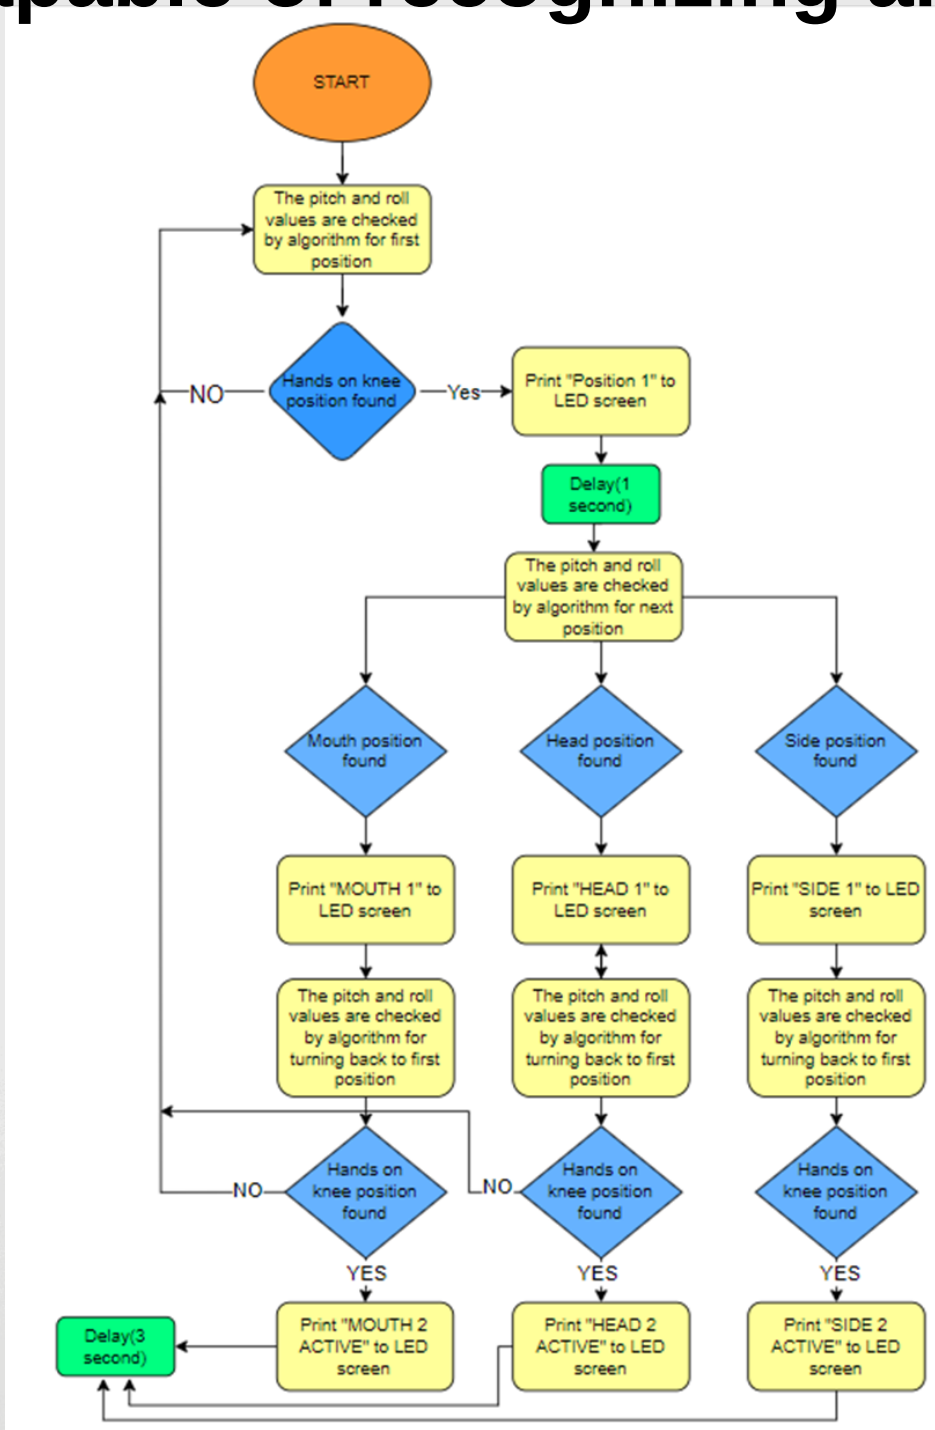 START
The pitch and roll
values are checked
by algorithm for first
position
Hands on knee
position found
NO
Yes
Print "Position 1" to
LED screen
Delay(1
second)
The pitch and roll
values are checked
by algorithm for next
position
Mouth position
found
Head position
found
Side position
found
Print "MOUTH 1" to
LED screen
Print "HEAD 1" to
LED screen
Print "SIDE 1" to LED
screen
The pitch and roll
values are checked
by algorithm for
turning back to first
position
The pitch and roll
values are checked
by algorithm for
turning back to first
position
The pitch and roll
values are checked
by algorithm for
turning back to first
position
Hands on
knee position
found
NO
Hands on
knee position
found
NO
Hands on
knee position
found
YES
YES
YES
Delay(3
second)
Print "MOUTH 2
ACTIVE" to LED
screen
Print "HEAD 2
ACTIVE" to LED
screen
Print "SIDE 2
ACTIVE" to LED
screen